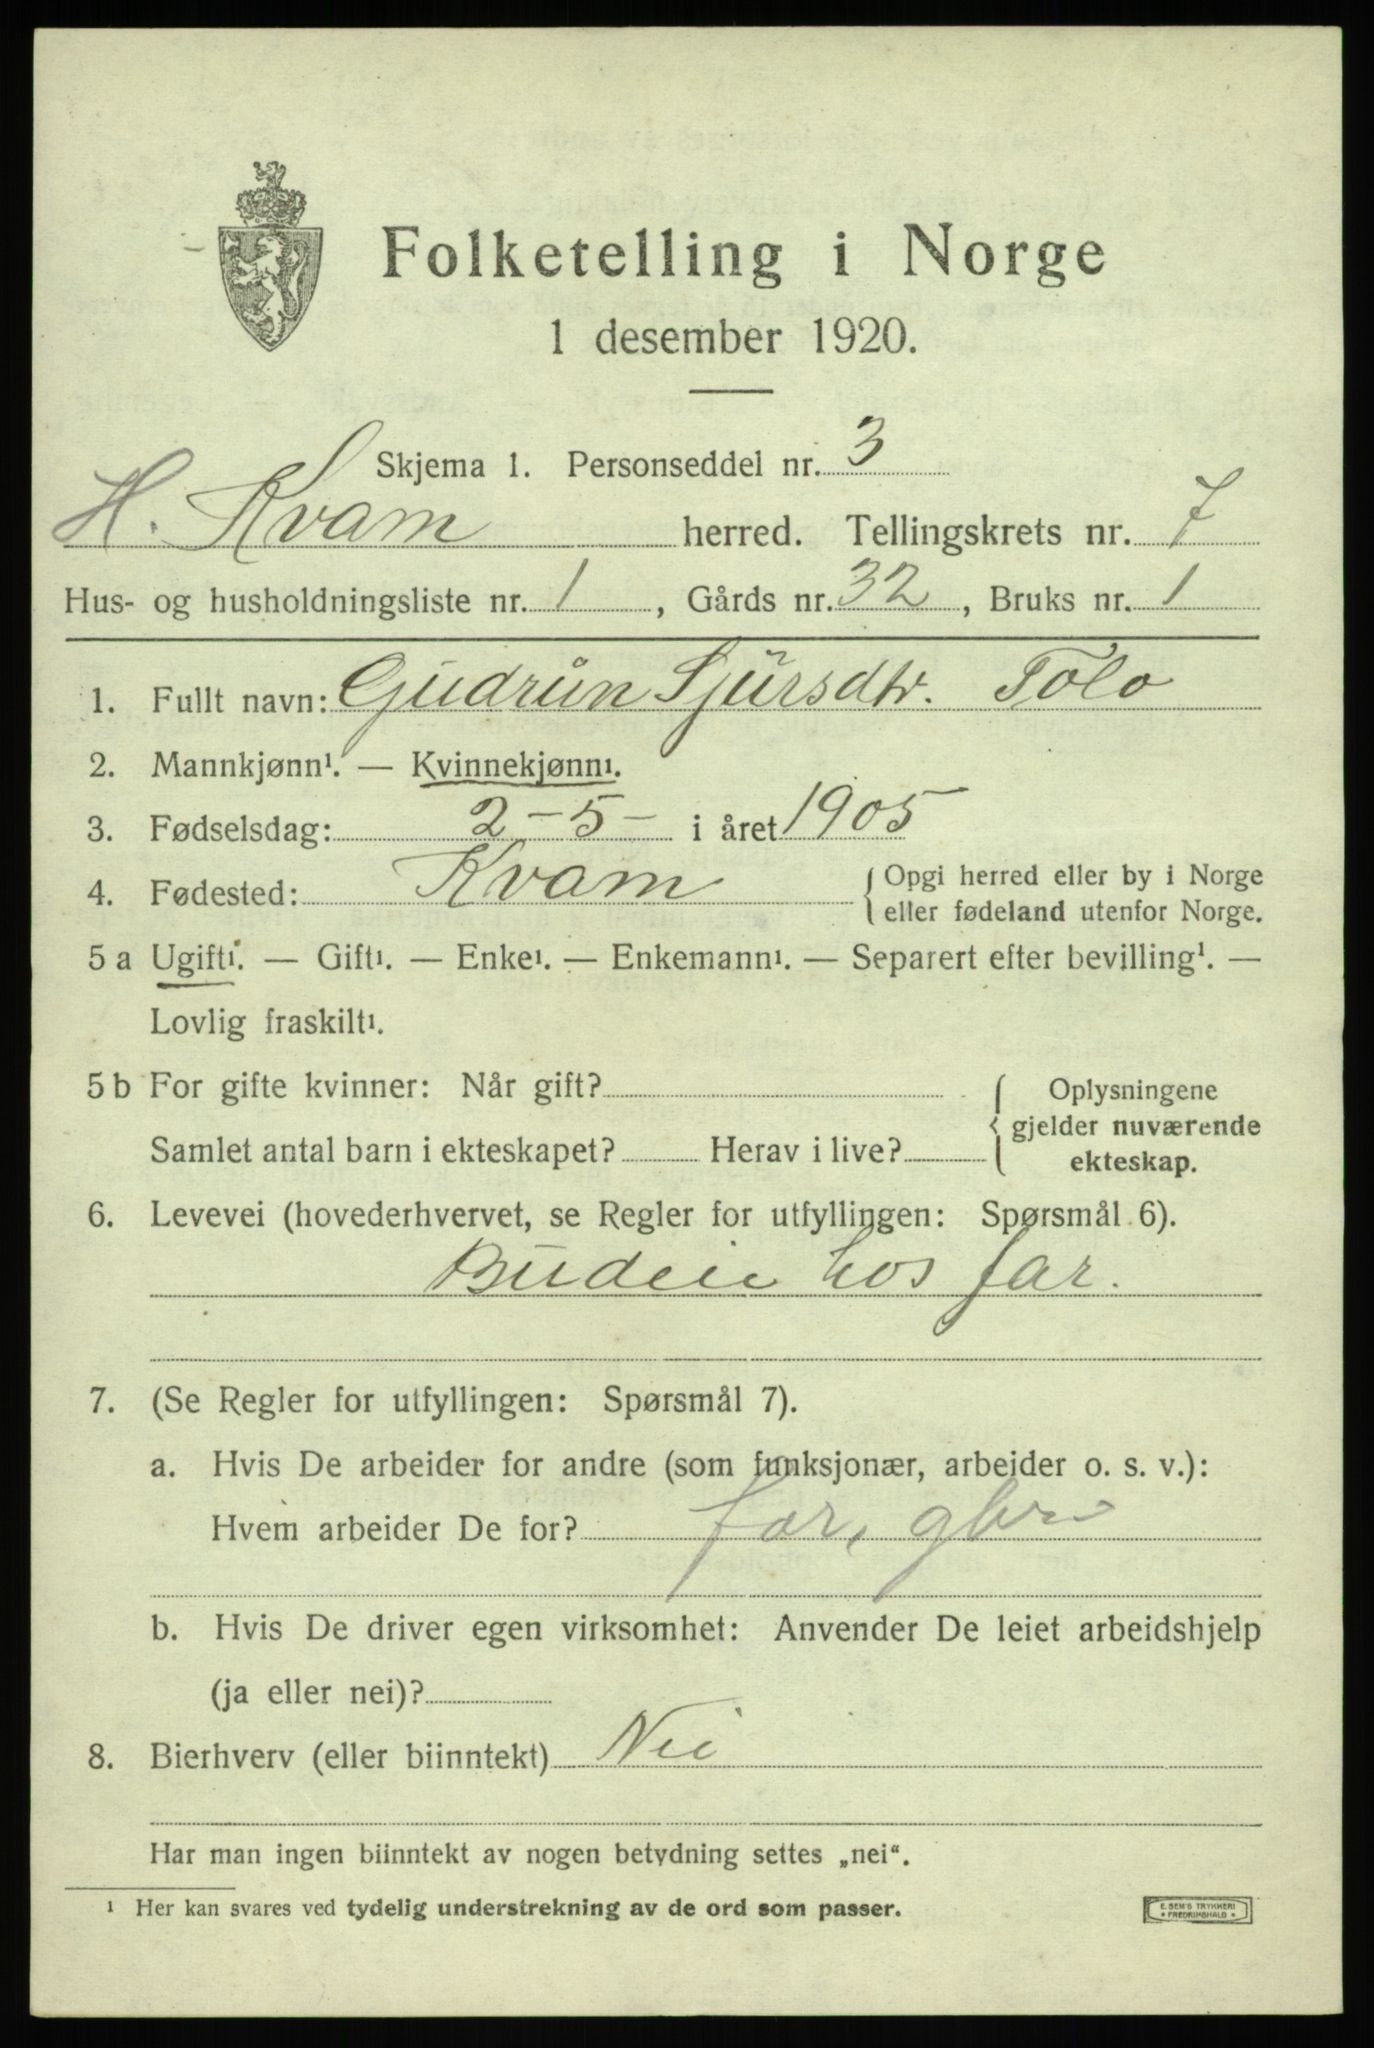 Folketelling i Norge
1 desember 1920.
Skjema 1. Personseddel nr. 3
H. Kvam herred. Tellingskrets nr. 7
Hus- og husholdningsliste nr. 1, Gårds nr. 32, Bruks nr. 1
1. Fullt navn: Gudrun Sjursdtr. Tolo
2. Mannkjønn¹. — Kvinnekjønn¹.
3. Fødselsdag: 2 - 5 - i året 1905
4. Fødested: Kvam { Opgi herred eller by i Norge
eller fødeland utenfor Norge.
5 a Ugift¹. — Gift¹. — Enke¹. — Enkemann¹. — Separert efter bevilling¹. —
Lovlig fraskilt¹.
5 b For gifte kvinner: Når gift? { Oplysningene
gjelder nuværende
Samlet antal barn i ekteskapet? Herav i live? ekteskap.
6. Levevei (hovederhvervet, se Regler for utfyllingen: Spørsmål 6).
Budeie hos far.
7. (Se Regler for utfyllingen: Spørsmål 7).
a. Hvis De arbeider for andre (som funksjonær, arbeider o. s. v.):
Hvem arbeider De for? far, gbr
b. Hvis De driver egen virksomhet: Anvender De leiet arbeidshjelp
(ja eller nei)?
8. Bierhverv (eller biinntekt) Nei
Har man ingen biinntekt av nogen betydning settes „nei“.
¹ Her kan svares ved tydelig understrekning av de ord som passer.
E. SEM'S TRYKKERI
* FREDRIKSHALD *